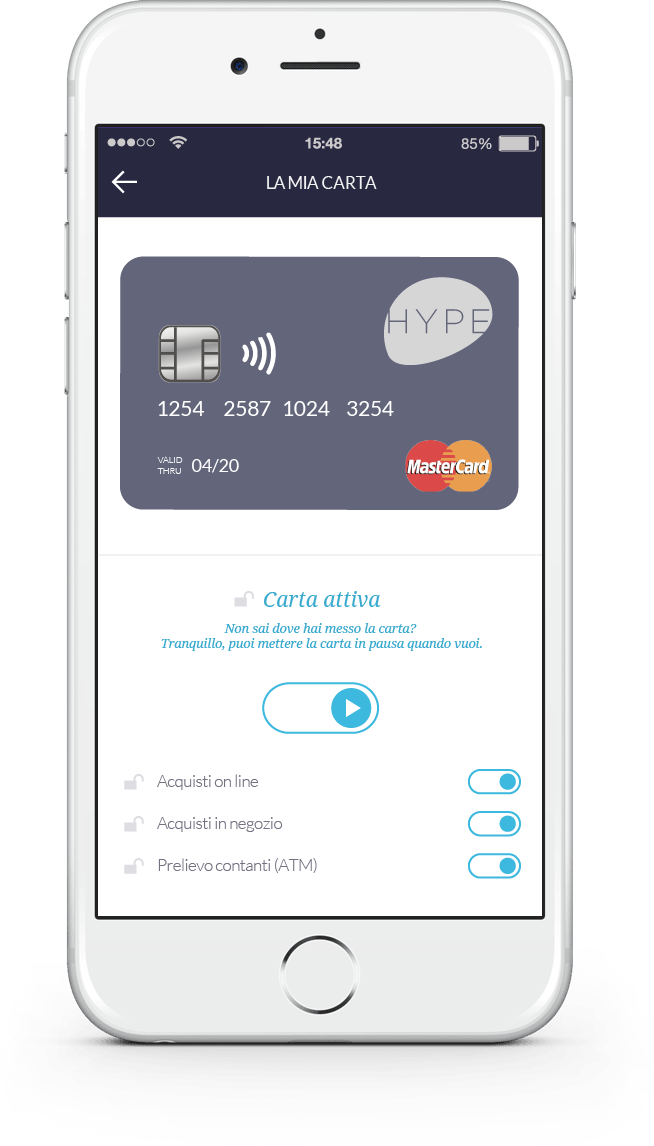 15:48 85%
LA MIA CARTA
HYPE
1254 2587 1024 3254
VALID
THRU 04/20
MasterCard
Carta attiva
Non sai dove hai messo la carta?
Tranquillo, puoi mettere la carta in pausa quando vuoi.
Acquisti on line
Acquisti in negozio
Prelievo contanti (ATM)